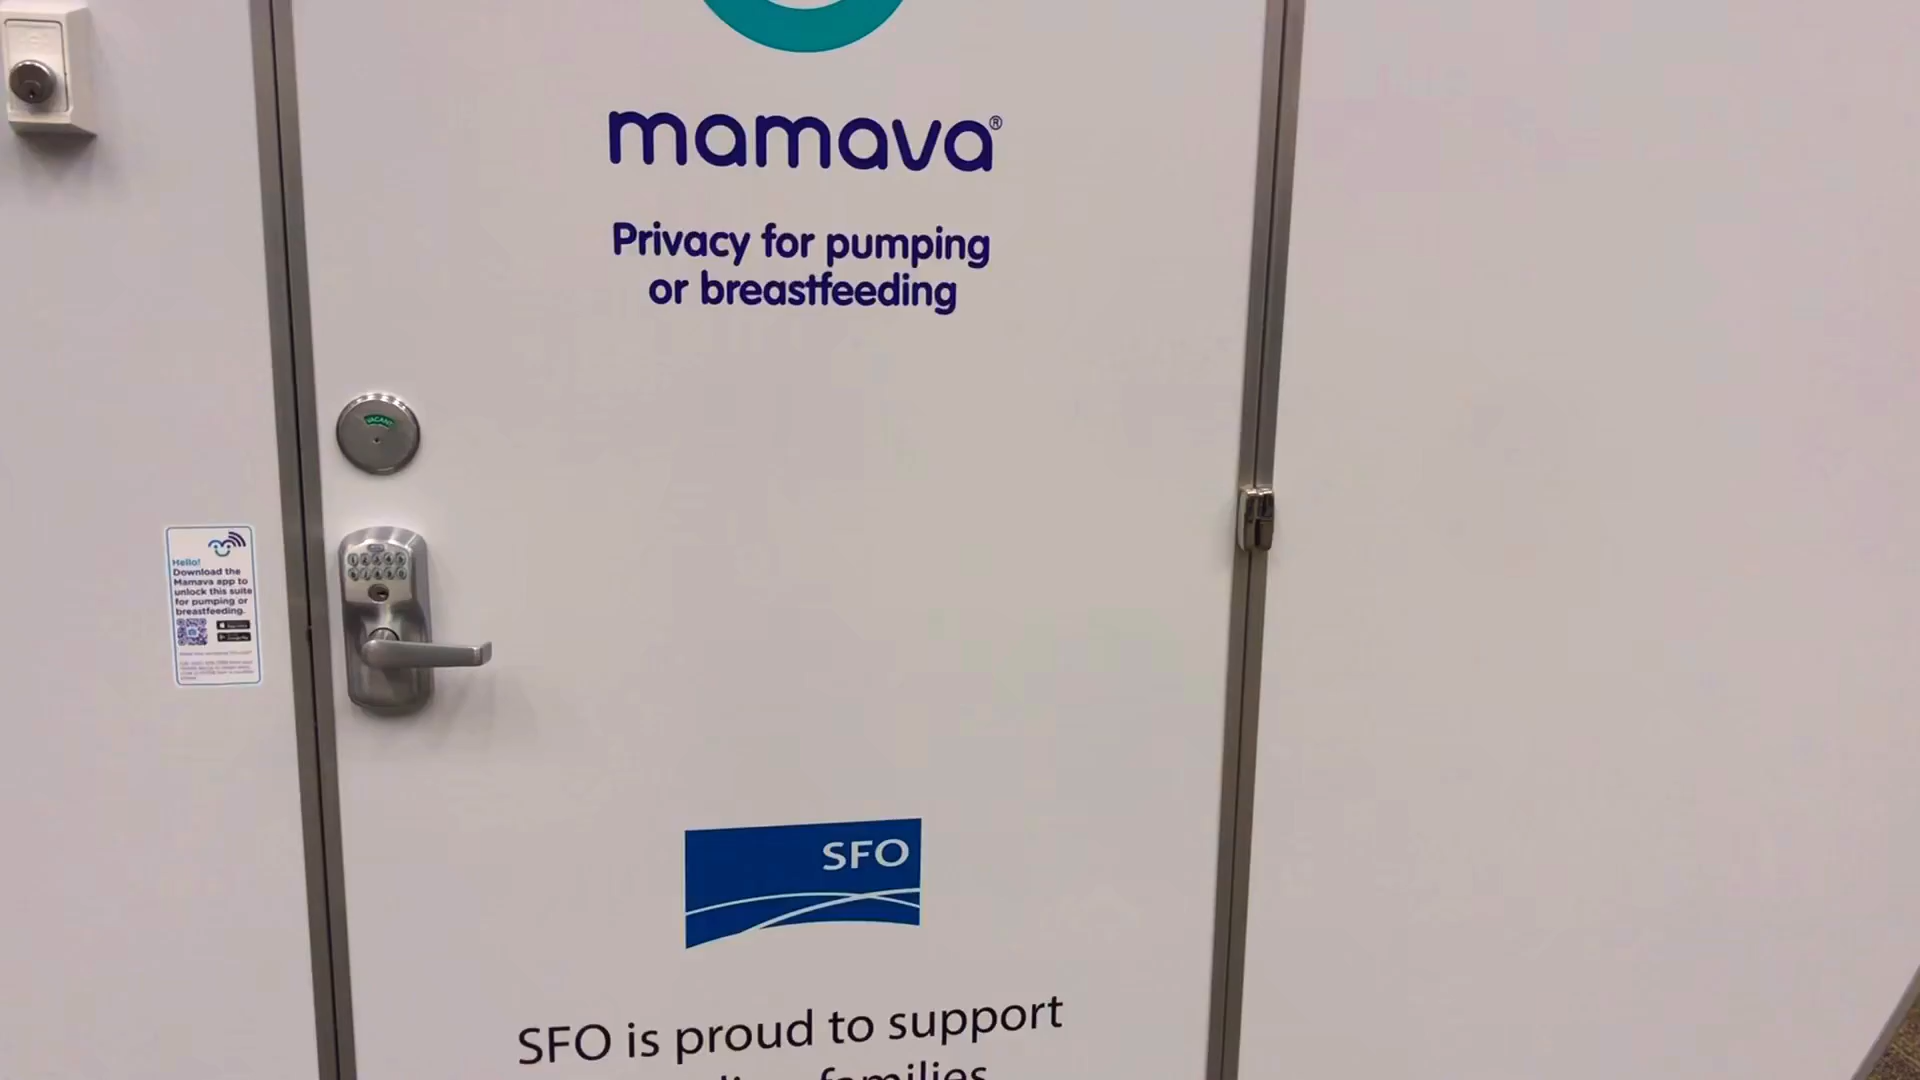 mamava®
Privacy for pumping
or breastfeeding
VACANT
Hello!
Download the
Mamava app to
unlock this suite
for pumping or
breastfeeding.
SFO
SFO is proud to support
families